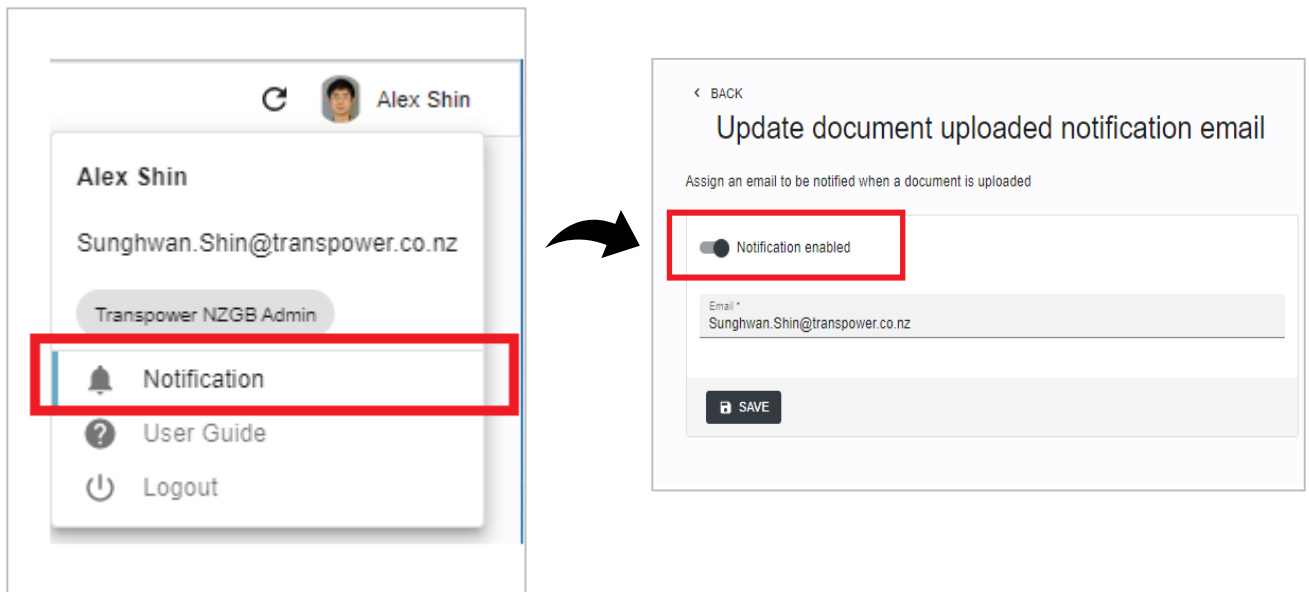 Alex Shin
Alex Shin
Sunghwan.Shin@transpower.co.nz
Transpower NZGB Admin
Notification
User Guide
Logout
BACK
Update document uploaded notification email
Assign an email to be notified when a document is uploaded
Notification enabled
Email *
Sunghwan.Shin@transpower.co.nz
SAVE